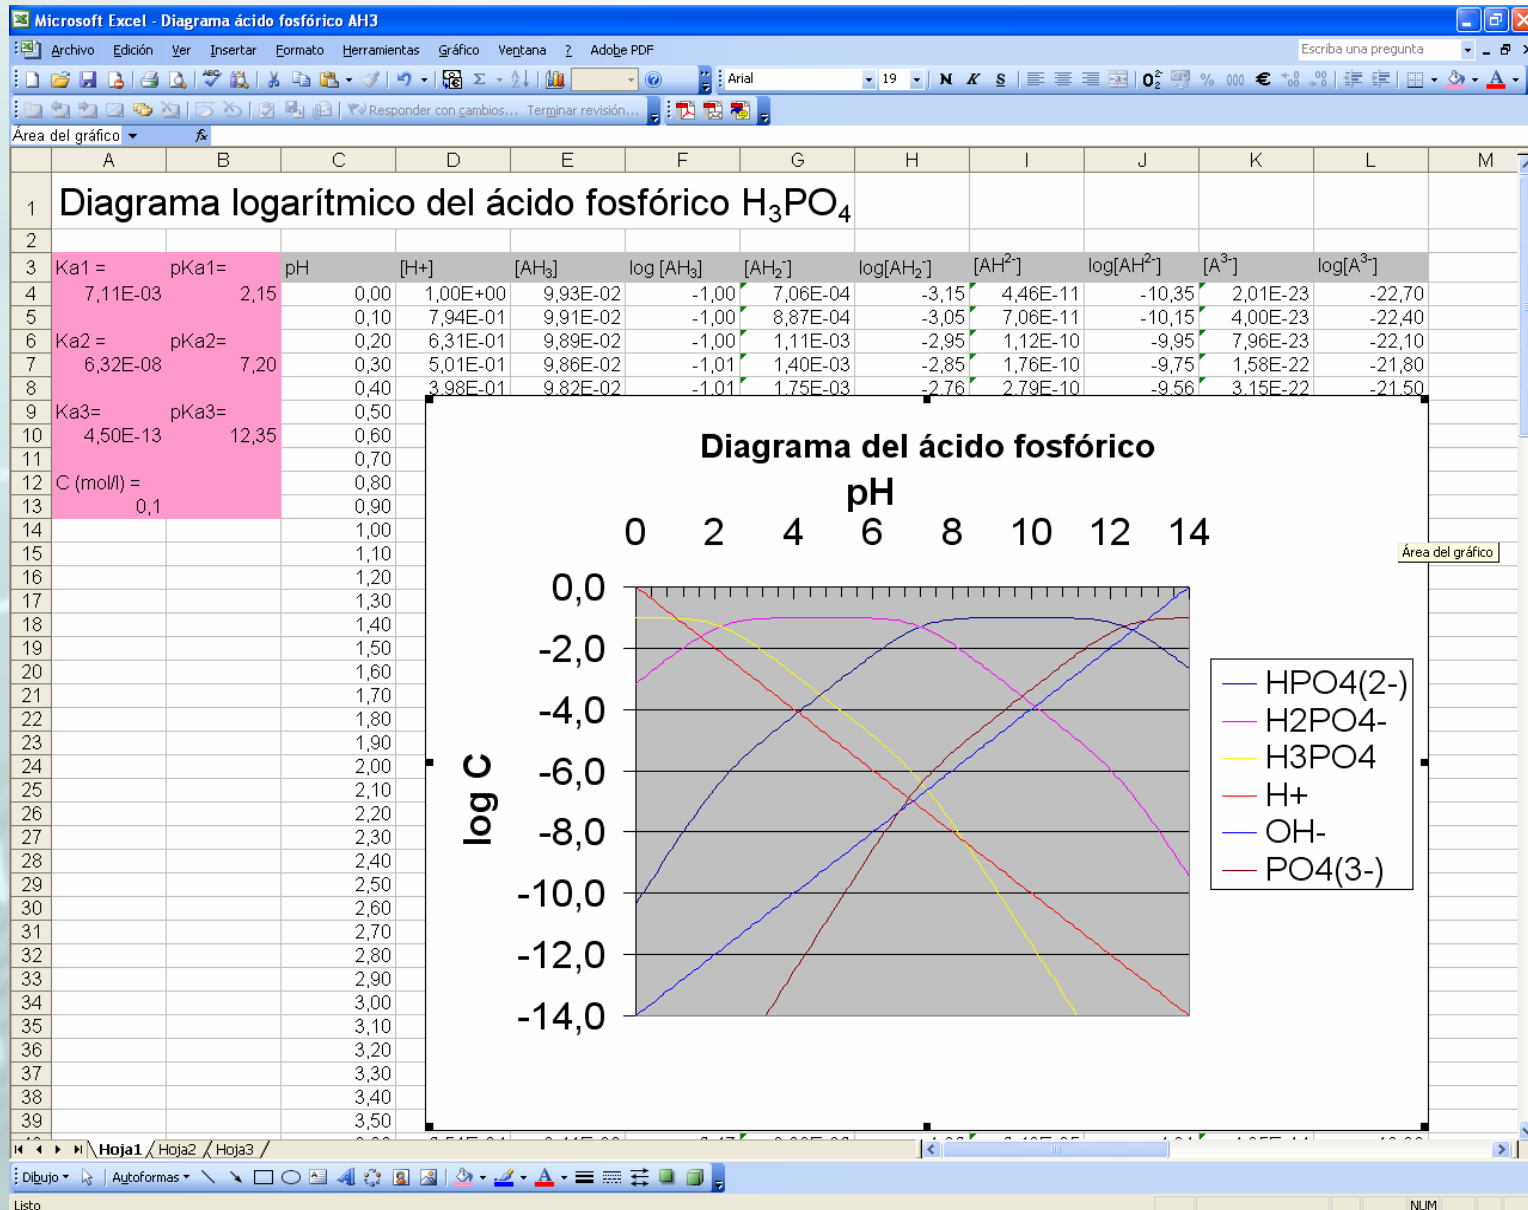 Microsoft Excel - Diagrama ácido fosfórico AH3
Archivo Edición Ver Insertar Formato Herramientas Gráfico Ventana ? Adobe PDF Escriba una pregunta
Arial 19 N K S % 000 €
Responder con cambios... Terminar revisión...
Área del gráfico fx
A B C D E F G H I J K L M
1 Diagrama logarítmico del ácido fosfórico H₃PO₄
2
3 Ka1 = pKa1= pH [H+] [AH₃] log [AH₃] [AH₂⁻] log[AH₂⁻] [AH²⁻] log[AH²⁻] [A³⁻] log[A³⁻]
4 7,11E-03 2,15 0,00 1,00E+00 9,93E-02 -1,00 7,06E-04 -3,15 4,46E-11 -10,35 2,01E-23 -22,70
5 0,10 7,94E-01 9,91E-02 -1,00 8,87E-04 -3,05 7,06E-11 -10,15 4,00E-23 -22,40
6 Ka2 = pKa2= 0,20 6,31E-01 9,89E-02 -1,00 1,11E-03 -2,95 1,12E-10 -9,95 7,96E-23 -22,10
7 6,32E-08 7,20 0,30 5,01E-01 9,86E-02 -1,01 1,40E-03 -2,85 1,76E-10 -9,75 1,58E-22 -21,80
8 0,40 3,98E-01 9,82E-02 -1,01 1,75E-03 -2,76 2,79E-10 -9,56 3,15E-22 -21,50
9 Ka3= pKa3= 0,50
10 4,50E-13 12,35 0,60
11 0,70
12 C (mol/l) = 0,80
13 0,1 0,90
14 1,00
15 1,10
16 1,20
17 1,30
18 1,40
19 1,50
20 1,60
21 1,70
22 1,80
23 1,90
24 2,00
25 2,10
26 2,20
27 2,30
28 2,40
29 2,50
30 2,60
31 2,70
32 2,80
33 2,90
34 3,00
35 3,10
36 3,20
37 3,30
38 3,40
39 3,50
Diagrama del ácido fosfórico
pH
0 2 4 6 8 10 12 14
Área del gráfico
0,0
-2,0
-4,0
-6,0
-8,0
-10,0
-12,0
-14,0
log C
HPO4(2-)
H2PO4-
H3PO4
H+
OH-
PO4(3-)
Hoja1 Hoja2 Hoja3
Dibujo Autoformas
Listo NUM